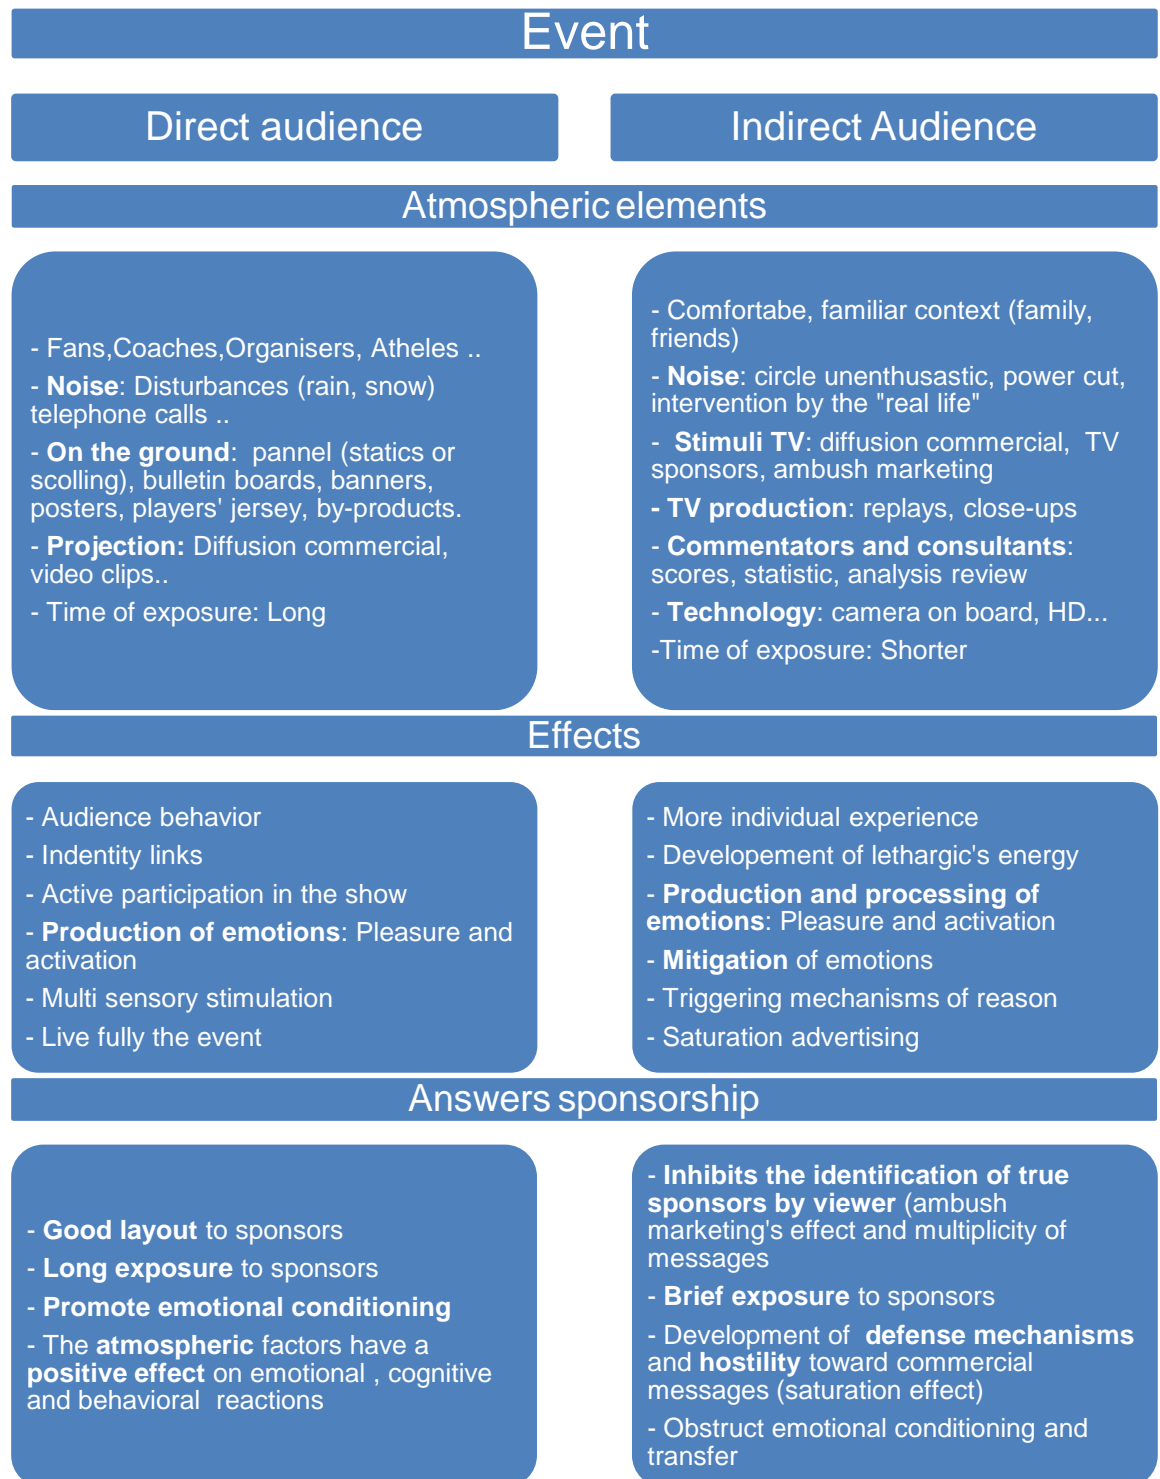 Event
Direct audience
Indirect Audience
Atmospheric elements
- Fans,Coaches,Organisers, Atheles ..
- Noise: Disturbances (rain, snow)
telephone calls ..
- On the ground:  pannel (statics or
scolling), bulletin boards, banners,
posters, players' jersey, by-products.
- Projection: Diffusion commercial,
video clips..
- Time of exposure: Long
- Comfortabe, familiar context (family,
friends)
- Noise: circle unenthusastic, power cut,
intervention by the "real life"
-  Stimuli TV: diffusion commercial,  TV
sponsors, ambush marketing
- TV production: replays, close-ups
- Commentators and consultants:
scores, statistic, analysis review
- Technology: camera on board, HD...
-Time of exposure: Shorter
Effects
- Audience behavior
- Indentity links
- Active participation in the show
- Production of emotions: Pleasure and
activation
- Multi sensory stimulation
- Live fully the event
- More individual experience
- Developement of lethargic's energy
- Production and processing of
emotions: Pleasure and activation
- Mitigation of emotions
- Triggering mechanisms of reason
- Saturation advertising
Answers sponsorship
- Good layout to sponsors
- Long exposure to sponsors
- Promote emotional conditioning
- The atmospheric factors have a
positive effect on emotional , cognitive
and behavioral  reactions
- Inhibits the identification of true
sponsors by viewer (ambush
marketing's effect and multiplicity of
messages
- Brief exposure to sponsors
- Development of  defense mechanisms
and hostility toward commercial
messages (saturation effect)
- Obstruct emotional conditioning and
transfer